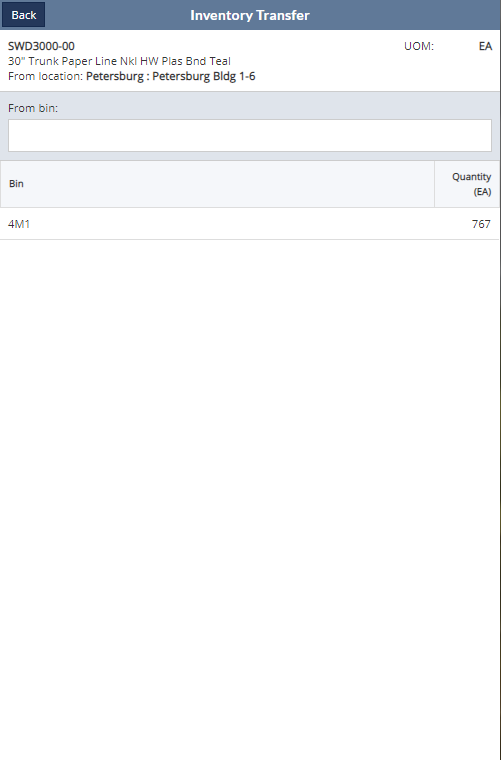 Back
Inventory Transfer
SWD3000-00 UOM: EA
30" Trunk Paper Line Nkl HW Plas Bnd Teal
From location: Petersburg : Petersburg Bldg 1-6
From bin:
Bin Quantity (EA)
4M1 767